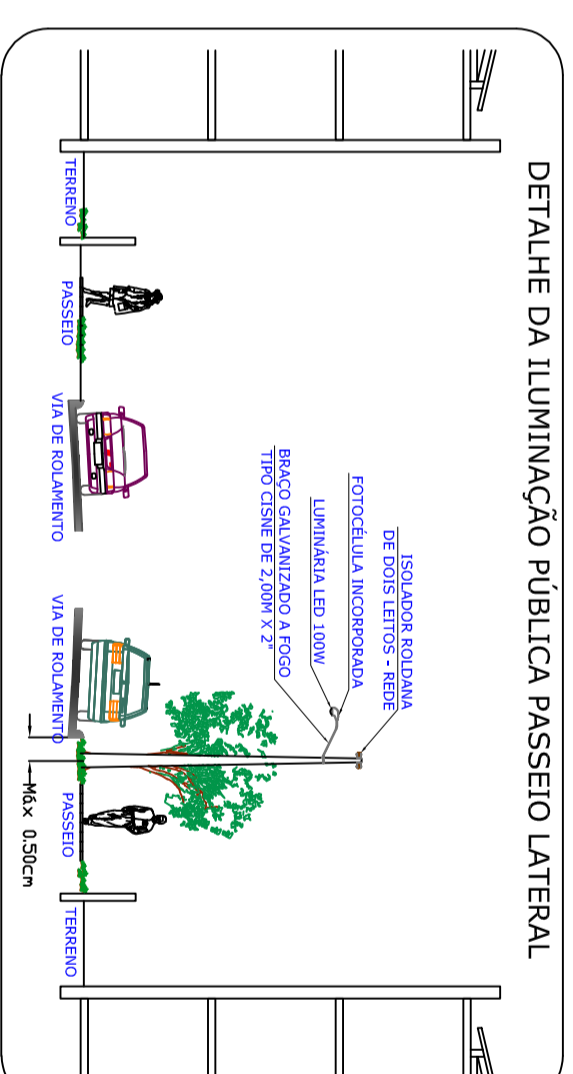 DETALHE DA ILUMINAÇÃO PÚBLICA PASSEIO LATERAL
ISOLADOR ROLDANA
DE DOIS LEITOS - REDE
FOTOCÉLULA INCORPORADA
LUMINÁRIA LED 100W
BRAÇO GALVANIZADO A FOGO
TIPO CISNE DE 2,00M X 2"
TERRENO
PASSEIO
VIA DE ROLAMENTO
VIA DE ROLAMENTO
PASSEIO
TERRENO
Máx 0.50cm